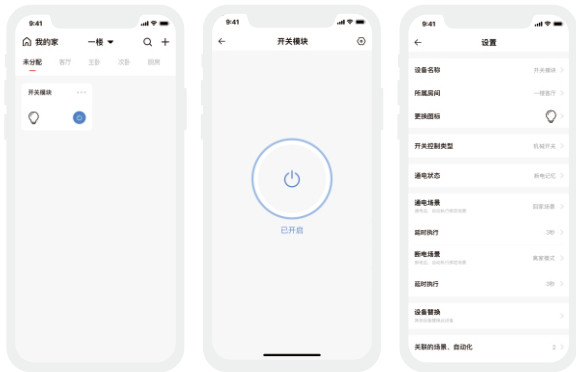 9:41
我的家
一楼
未分配
客厅
主卧
次卧
厨房
开关模块
9:41
开关模块
已开启
9:41
设置
设备名称
开关模块
所属房间
一楼客厅
更换图标
开关控制类型
机械开关
通电状态
断电记忆
通电场景
回家场景
延时执行
3秒
断电场景
离家模式
延时执行
3秒
设备替换
关联的场景、自动化
2